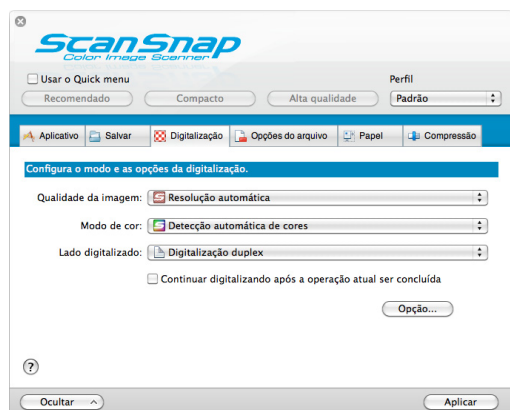 ScanSnap
Color Image Scanner
Usar o Quick menu
Perfil
Recomendado Compacto Alta qualidade Padrão
Aplicativo Salvar Digitalização Opções do arquivo Papel Compressão
Configura o modo e as opções da digitalização.
Qualidade da imagem: Resolução automática
Modo de cor: Detecção automática de cores
Lado digitalizado: Digitalização duplex
Continuar digitalizando após a operação atual ser concluída
Opção...
?
Ocultar Aplicar